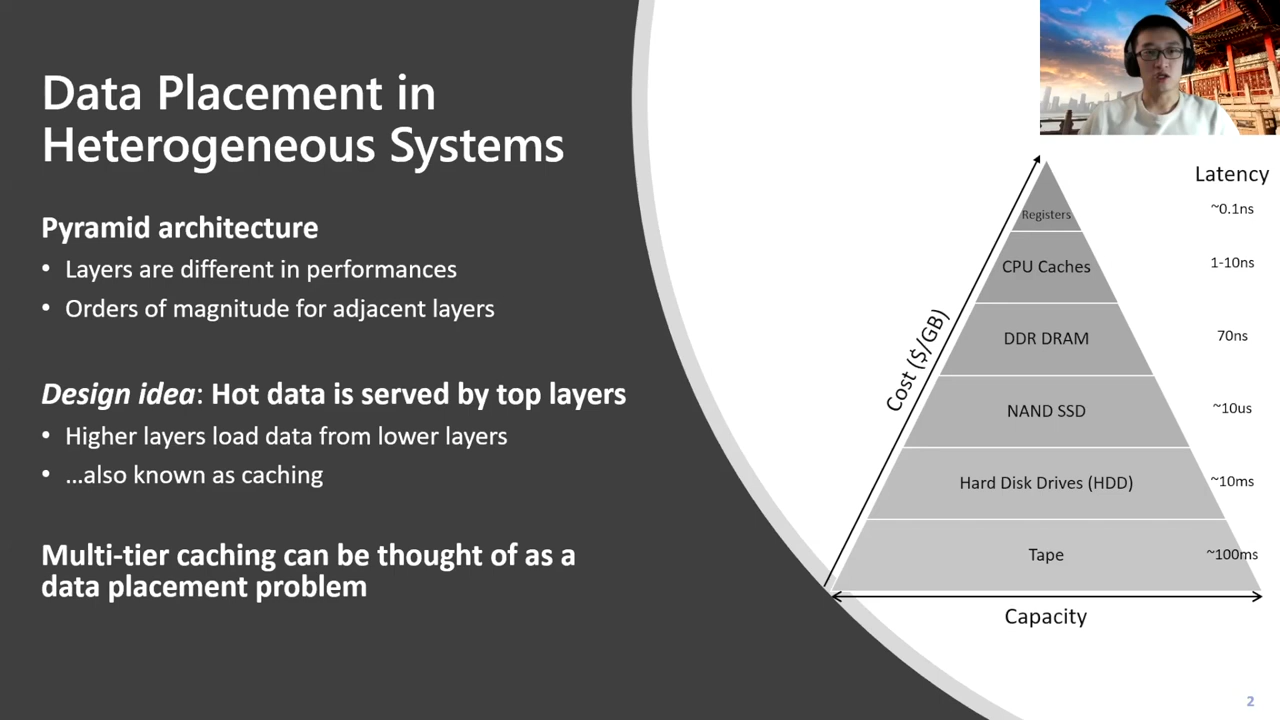 Data Placement in
Heterogeneous Systems
Pyramid architecture
• Layers are different in performances
• Orders of magnitude for adjacent layers
Design idea: Hot data is served by top layers
• Higher layers load data from lower layers
• …also known as caching
Multi-tier caching can be thought of as a
data placement problem
Latency
Registers
~0.1ns
CPU Caches
1-10ns
DDR DRAM
70ns
NAND SSD
~10us
Hard Disk Drives (HDD)
~10ms
Tape
~100ms
Cost ($/GB)
Capacity
2